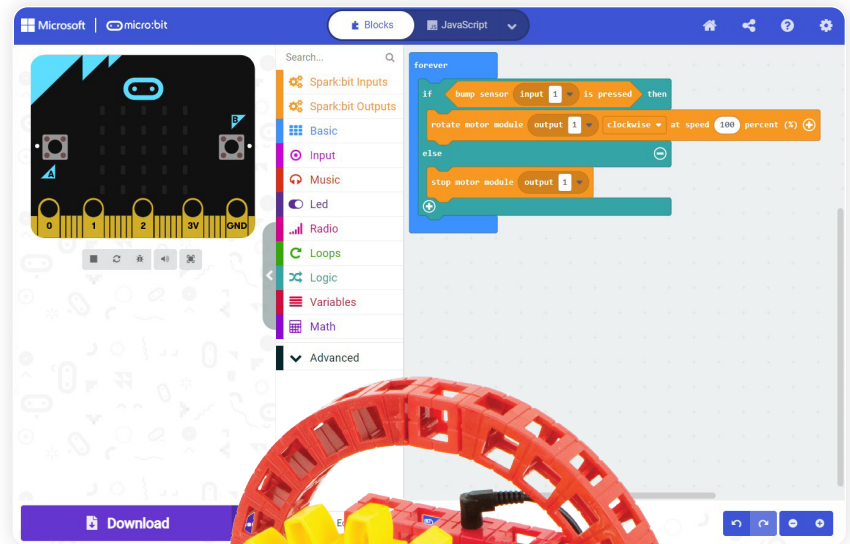 Microsoft micro:bit
Blocks
JavaScript
Search...
Spark:bit Inputs
Spark:bit Outputs
Basic
Input
Music
Led
Radio
Loops
Logic
Variables
Math
Advanced
A
B
0 1 2 3V GND
forever
if bump sensor input 1 is pressed then
rotate motor module output 1 clockwise at speed 100 percent (%)
else
stop motor module output 1
Download